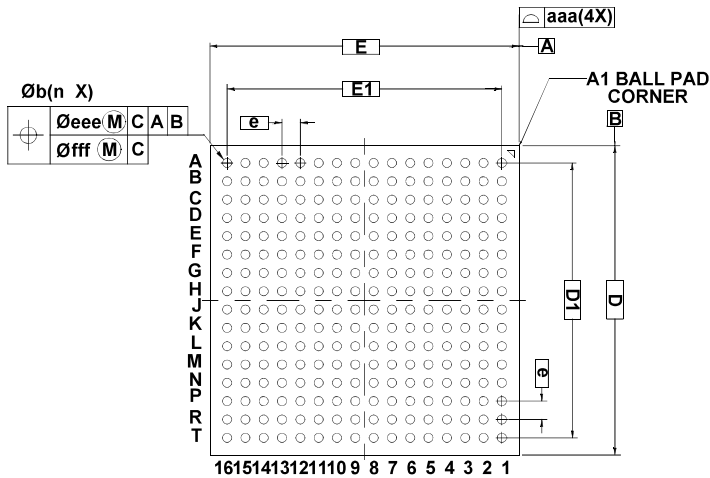 aaa(4X)
E
A
E1
A1 BALL PAD
CORNER
Øb(n X)
e
B
Øeee Ⓜ C A B
Øfff Ⓜ C
A
B
C
D
E
F
G
H
J
K
L
M
N
P
R
T
D1
D
e
16 15 14 13 12 11 10 9 8 7 6 5 4 3 2 1